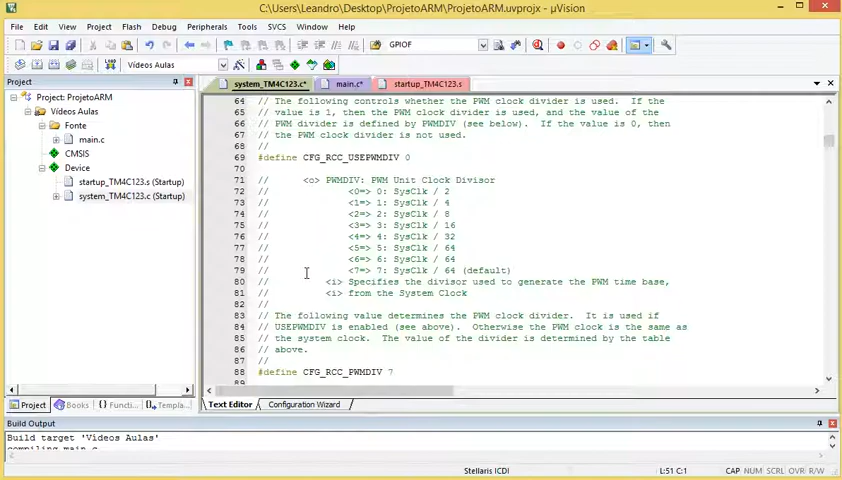 C:\Users\Leandro\Desktop\ProjetoARM\ProjetoARM.uvprojx - µVision
File Edit View Project Flash Debug Peripherals Tools SVCS Window Help
GPIOF
LOAD Vídeos Aulas
Project
Project: ProjetoARM
Vídeos Aulas
Fonte
main.c
CMSIS
Device
startup_TM4C123.s (Startup)
system_TM4C123.c (Startup)
Project Books Functi... Templa...
system_TM4C123.c* main.c* startup_TM4C123.s
64 // The following controls whether the PWM clock divider is used. If the
65 // value is 1, then the PWM clock divider is used, and the value of the
66 // PWM divider is defined by PWMDIV (see below). If the value is 0, then
67 // the PWM clock divider is not used.
68 //
69 #define CFG_RCC_USEPWMDIV 0
70
71 // <o> PWMDIV: PWM Unit Clock Divisor
72 // <0=> 0: SysClk / 2
73 // <1=> 1: SysClk / 4
74 // <2=> 2: SysClk / 8
75 // <3=> 3: SysClk / 16
76 // <4=> 4: SysClk / 32
77 // <5=> 5: SysClk / 64
78 // <6=> 6: SysClk / 64
79 // <7=> 7: SysClk / 64 (default)
80 // <i> Specifies the divisor used to generate the PWM time base,
81 // <i> from the System Clock
82 //
83 // The following value determines the PWM clock divider. It is used if
84 // USEPWMDIV is enabled (see above). Otherwise the PWM clock is the same as
85 // the system clock. The value of the divider is determined by the table
86 // above.
87 //
88 #define CFG_RCC_PWMDIV 7
89
Text Editor Configuration Wizard
Build Output
Build target 'Vídeos Aulas'
compiling main.c
Stellaris ICDI L:51 C:1 CAP NUM SCRL OVR R/W